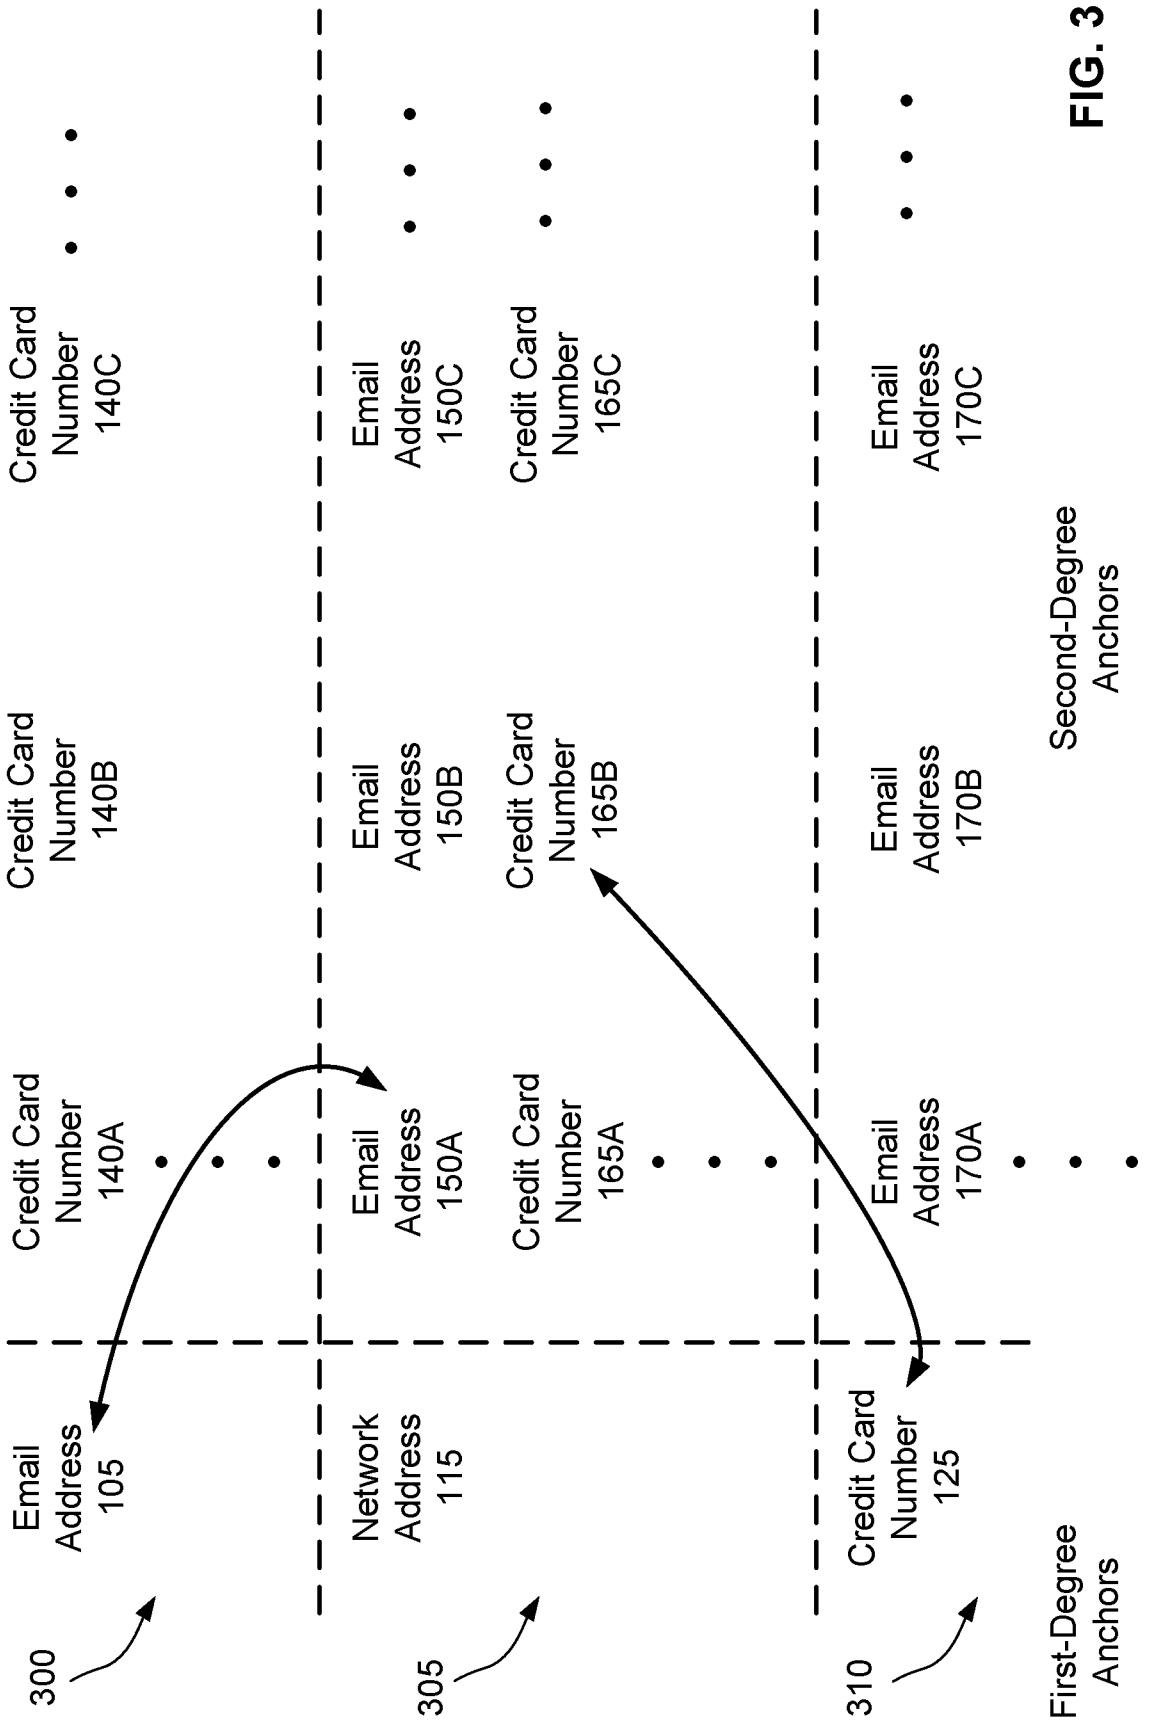 300
Email
Address
105
Credit Card
Number
140A
Credit Card
Number
140B
Credit Card
Number
140C
305
Network
Address
115
Email
Address
150A
Email
Address
150B
Email
Address
150C
Credit Card
Number
165A
Credit Card
Number
165B
Credit Card
Number
165C
310
Credit Card
Number
125
Email
Address
170A
Email
Address
170B
Email
Address
170C
First-Degree
Anchors
Second-Degree
Anchors
FIG. 3